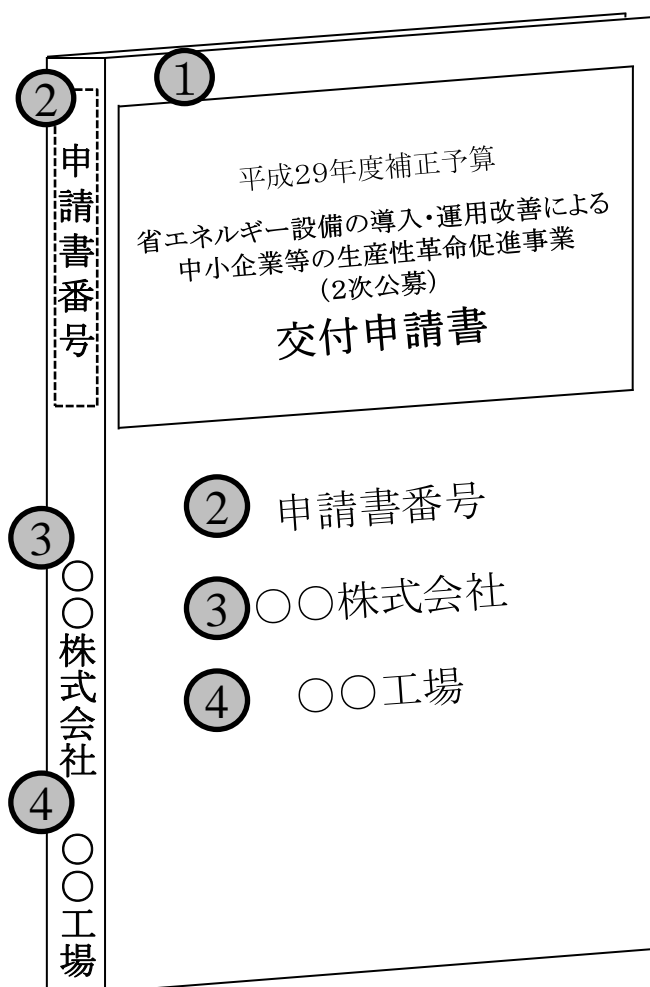 ②
申請書番号
③
○○株式会社
④
○○工場
①
平成29年度補正予算
省エネルギー設備の導入・運用改善による
中小企業等の生産性革命促進事業
（2次公募）
交付申請書
② 申請書番号
③ ○○株式会社
④ ○○工場